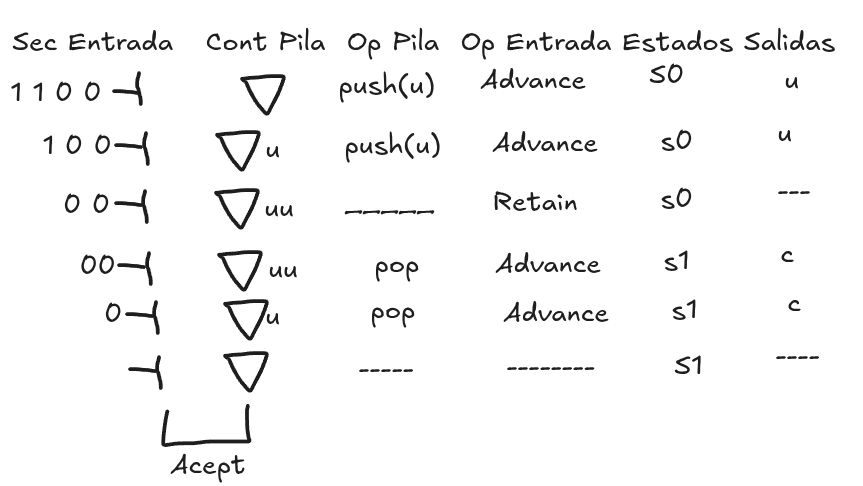 Sec Entrada Cont Pila Op Pila Op Entrada Estados Salidas
1 1 0 0 ⊣ ▽ push(u) Advance s0 u
1 0 0 ⊣ ▽ u push(u) Advance s0 u
0 0 ⊣ ▽ uu ----- Retain s0 ---
00 ⊣ ▽ uu pop Advance s1 c
0 ⊣ ▽ u pop Advance s1 c
⊣ ▽ ----- -------- S1 ----
Acept